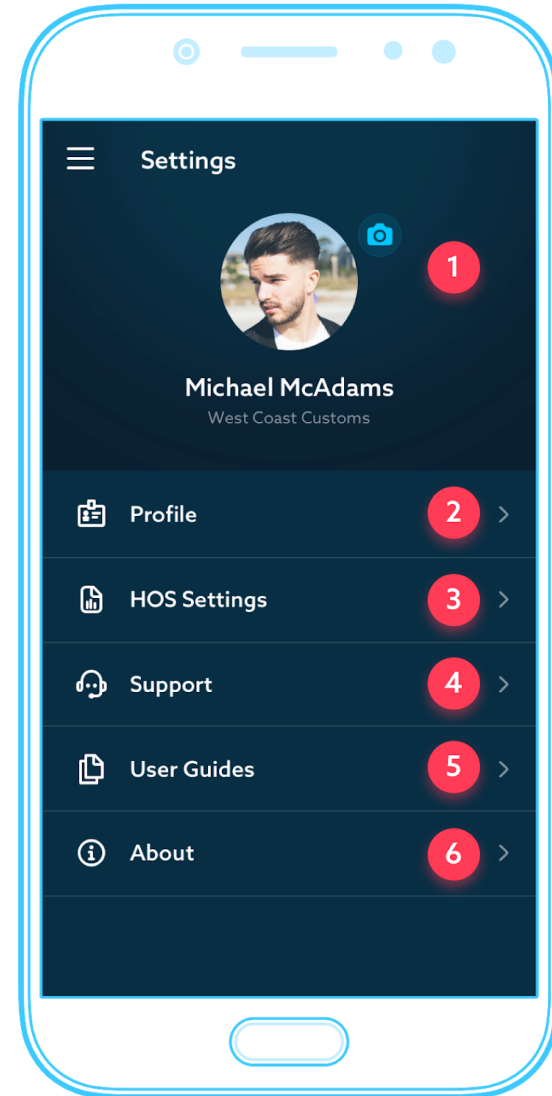 Settings
1
Michael McAdams
West Coast Customs
Profile 2
HOS Settings 3
Support 4
User Guides 5
About 6